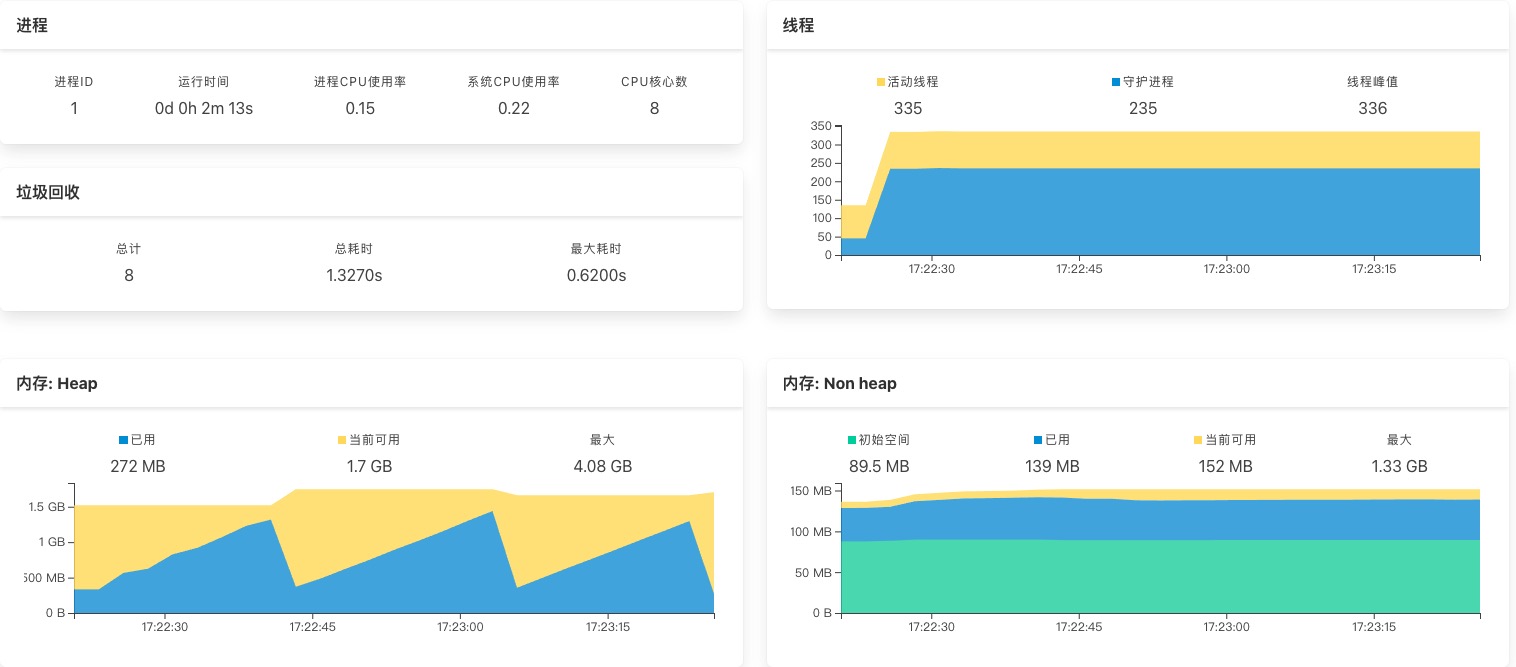 进程
进程ID 运行时间 进程CPU使用率 系统CPU使用率 CPU核心数
1 0d 0h 2m 13s 0.15 0.22 8
垃圾回收
总计 总耗时 最大耗时
8 1.3270s 0.6200s
线程
活动线程 守护进程 线程峰值
335 235 336
350
300
250
200
150
100
50
0
17:22:30 17:22:45 17:23:00 17:23:15
内存: Heap
已用 当前可用 最大
272 MB 1.7 GB 4.08 GB
1.5 GB
1 GB
500 MB
0 B
17:22:30 17:22:45 17:23:00 17:23:15
内存: Non heap
初始空间 已用 当前可用 最大
89.5 MB 139 MB 152 MB 1.33 GB
150 MB
100 MB
50 MB
0 B
17:22:30 17:22:45 17:23:00 17:23:15